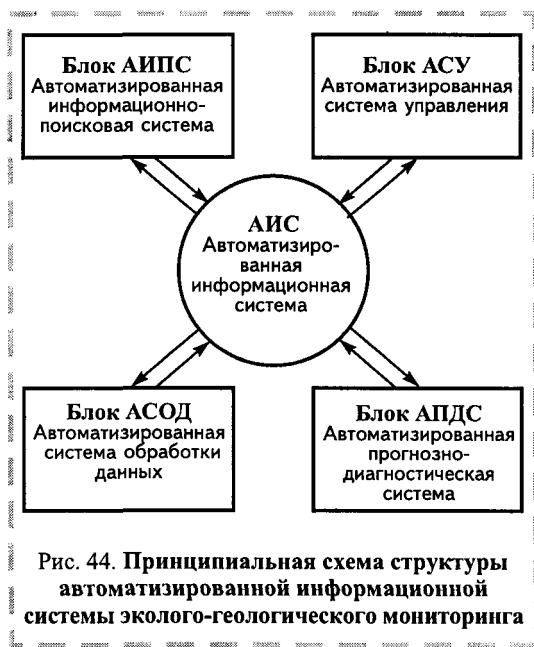 Блок АИПС
Автоматизированная
информационно-
поисковая система
Блок АСУ
Автоматизированная
система управления
АИС
Автоматизиро-
ванная
информационная
система
Блок АСОД
Автоматизированная
система обработки
данных
Блок АПДС
Автоматизированная
прогнозно-
диагностическая
система
Рис. 44. Принципиальная схема структуры
автоматизированной информационной
системы эколого-геологического мониторинга